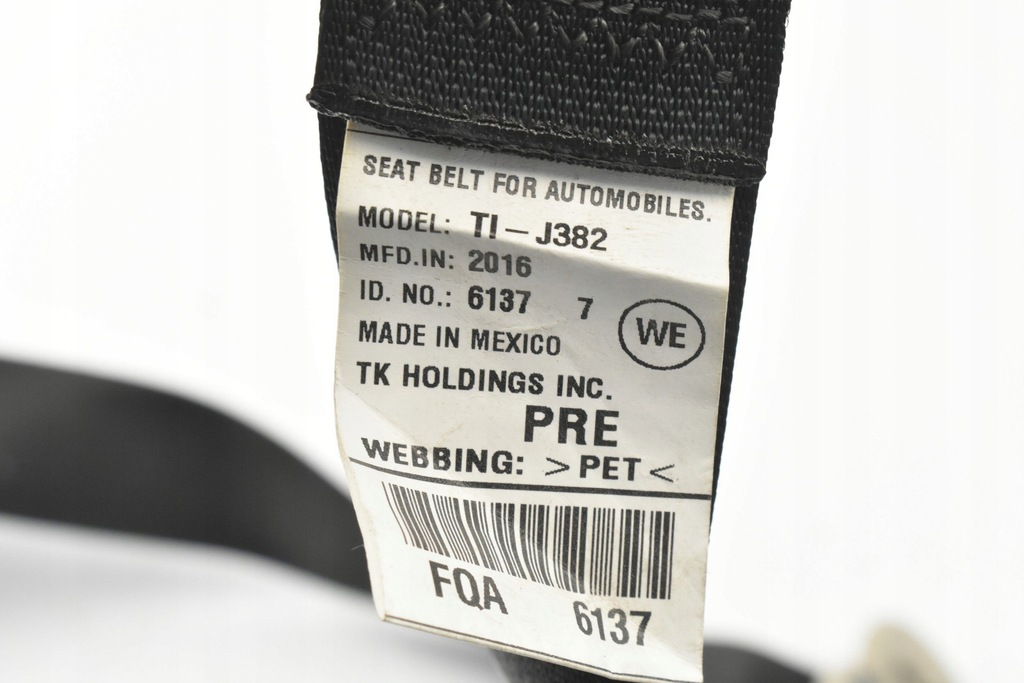 SEAT BELT FOR AUTOMOBILES.
MODEL: TI – J382
MFD.IN: 2016
ID. NO.: 6137 7
WE
MADE IN MEXICO
TK HOLDINGS INC.
PRE
WEBBING: >PET<
FQA 6137